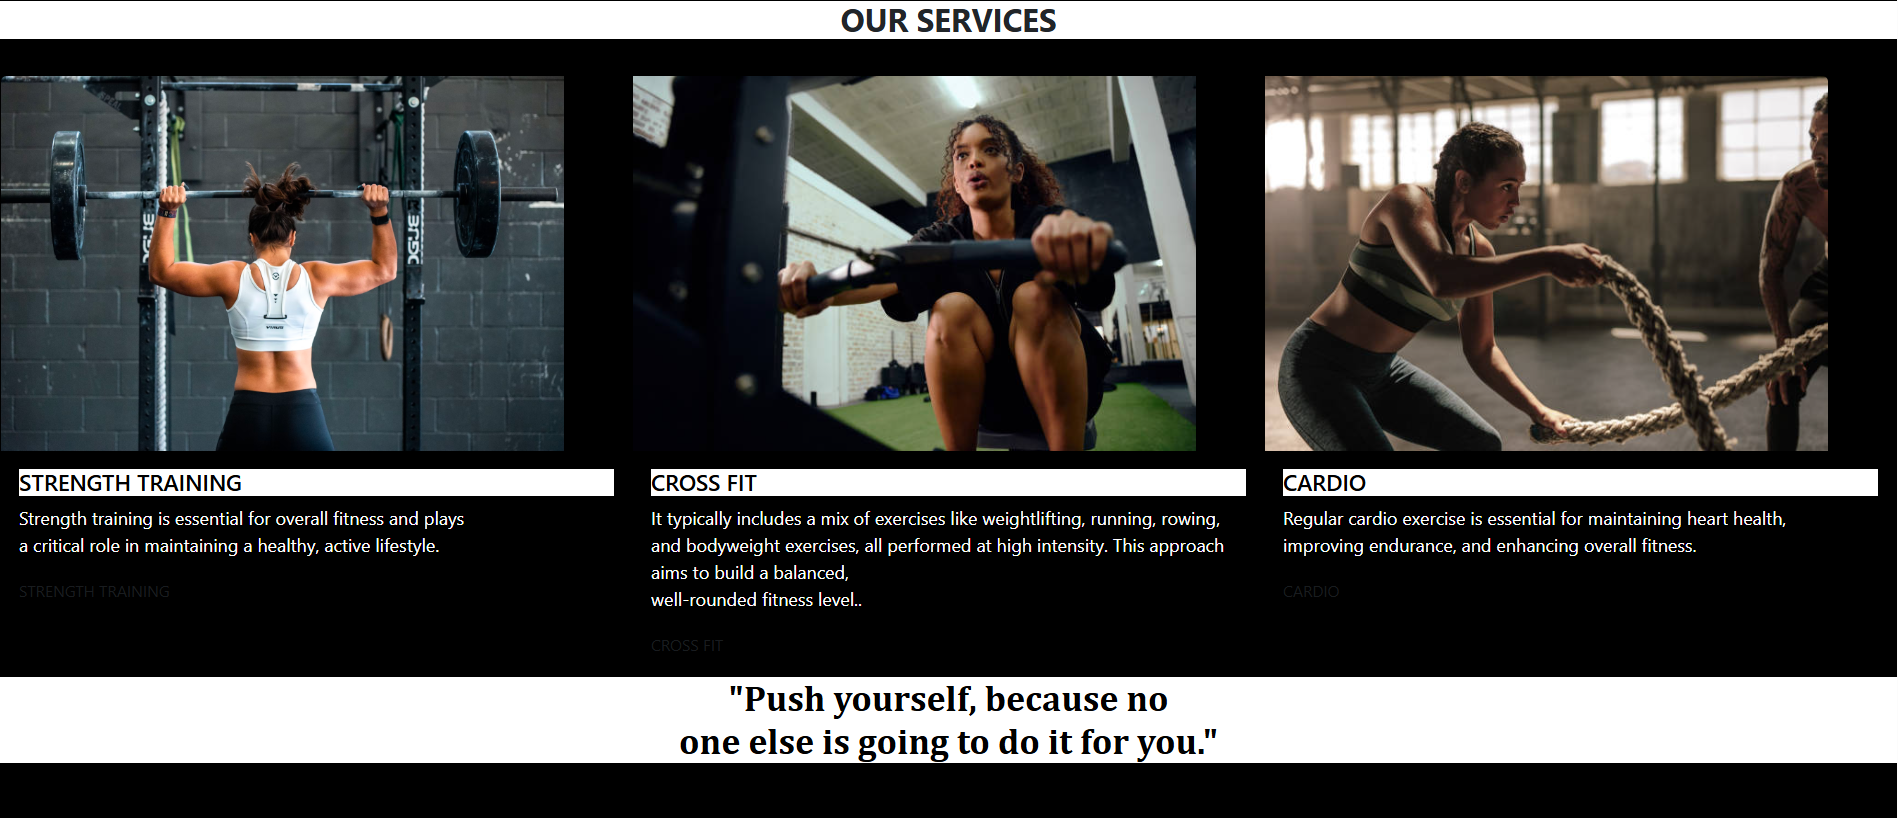 OUR SERVICES
STRENGTH TRAINING
Strength training is essential for overall fitness and plays
a critical role in maintaining a healthy, active lifestyle.
STRENGTH TRAINING
CROSS FIT
It typically includes a mix of exercises like weightlifting, running, rowing,
and bodyweight exercises, all performed at high intensity. This approach
aims to build a balanced,
well-rounded fitness level..
CROSS FIT
CARDIO
Regular cardio exercise is essential for maintaining heart health,
improving endurance, and enhancing overall fitness.
CARDIO
"Push yourself, because no
one else is going to do it for you."